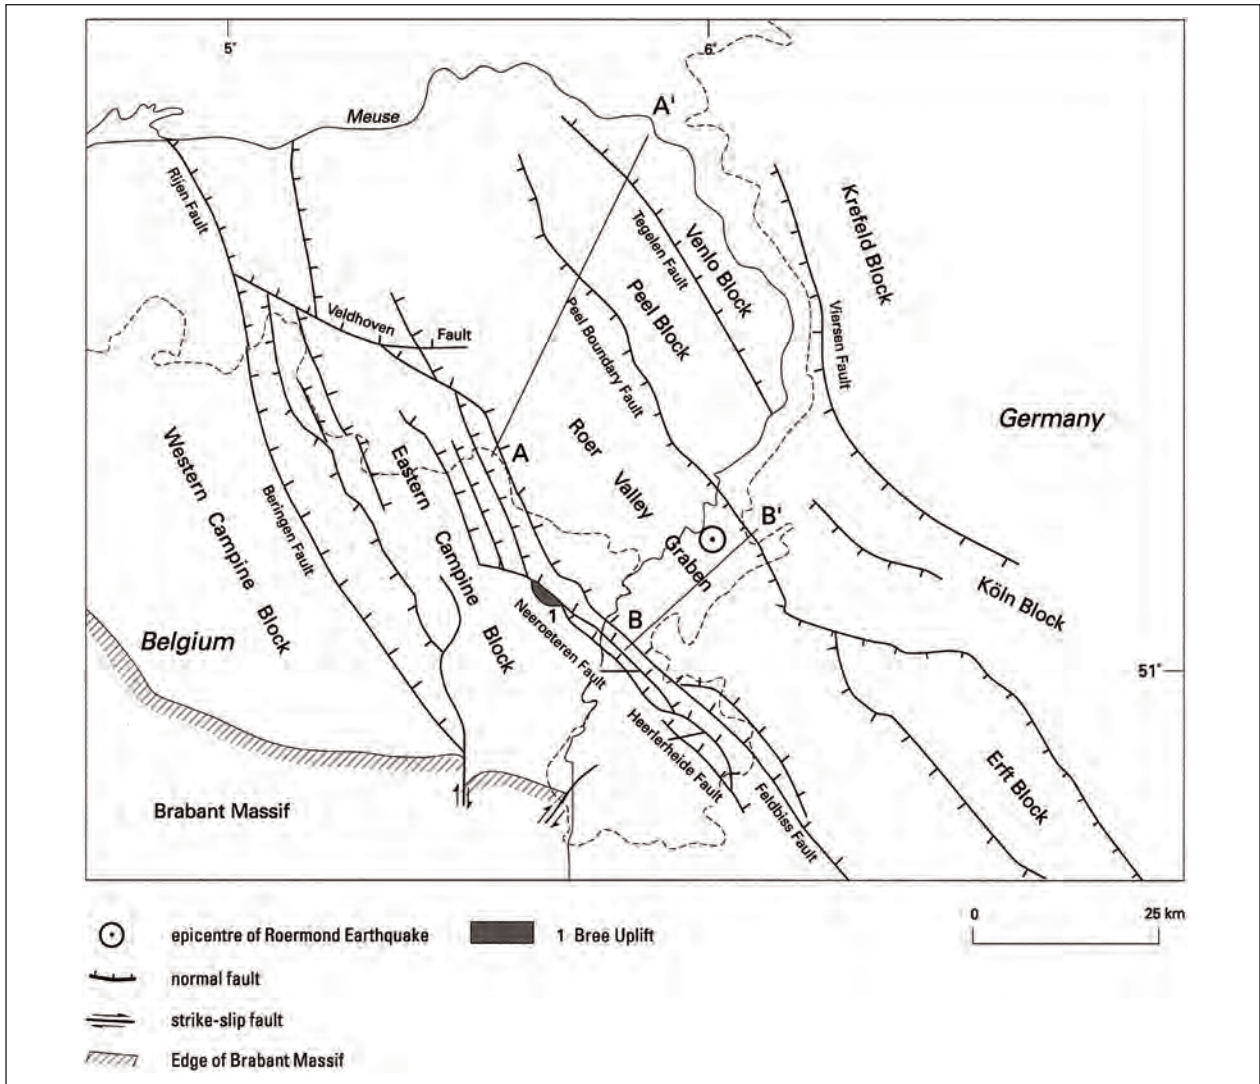 5°
6°
Meuse
A'
Rijen Fault
Krefeld Block
Tegelen Fault
Venlo Block
Peel Block
Veldhoven
Fault
Peel Boundary Fault
Viersen Fault
Germany
Western
Campine
Block
Beringen Fault
Eastern
Campine
Block
A
Roer
Valley
Graben
B'
Köln Block
1
B
Neeroeteren Fault
Belgium
51°
Heerlerheide Fault
Feldbiss Fault
Erft Block
Brabant Massif
epicentre of Roermond Earthquake
1 Bree Uplift
0
25 km
normal fault
strike-slip fault
Edge of Brabant Massif